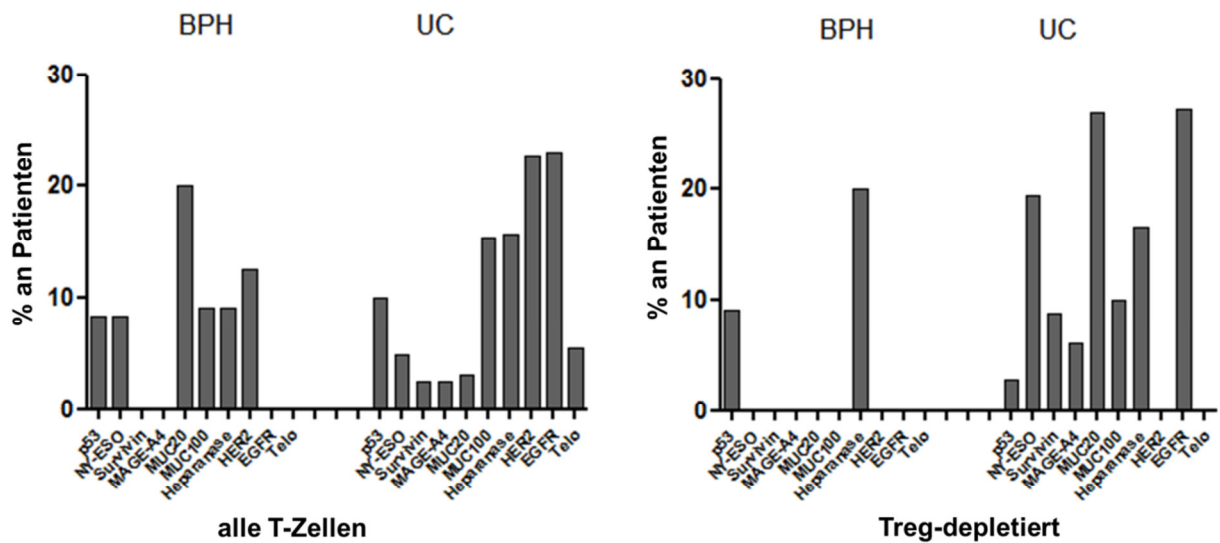 BPH UC
30
20
10
0
% an Patienten
p53
NY-ESO
Survivin
MAGE-A4
MUC20
MUC100
Heparanase
HER2
EGFR
Telo
p53
NY-ESO
Survivin
MAGE-A4
MUC20
MUC100
Heparanase
HER2
EGFR
Telo
alle T-Zellen
BPH UC
30
20
10
0
% an Patienten
p53
NY-ESO
Survivin
MAGE-A4
MUC20
MUC100
Heparanase
HER2
EGFR
Telo
p53
NY-ESO
Survivin
MAGE-A4
MUC20
MUC100
Heparanase
HER2
EGFR
Telo
Treg-depletiert